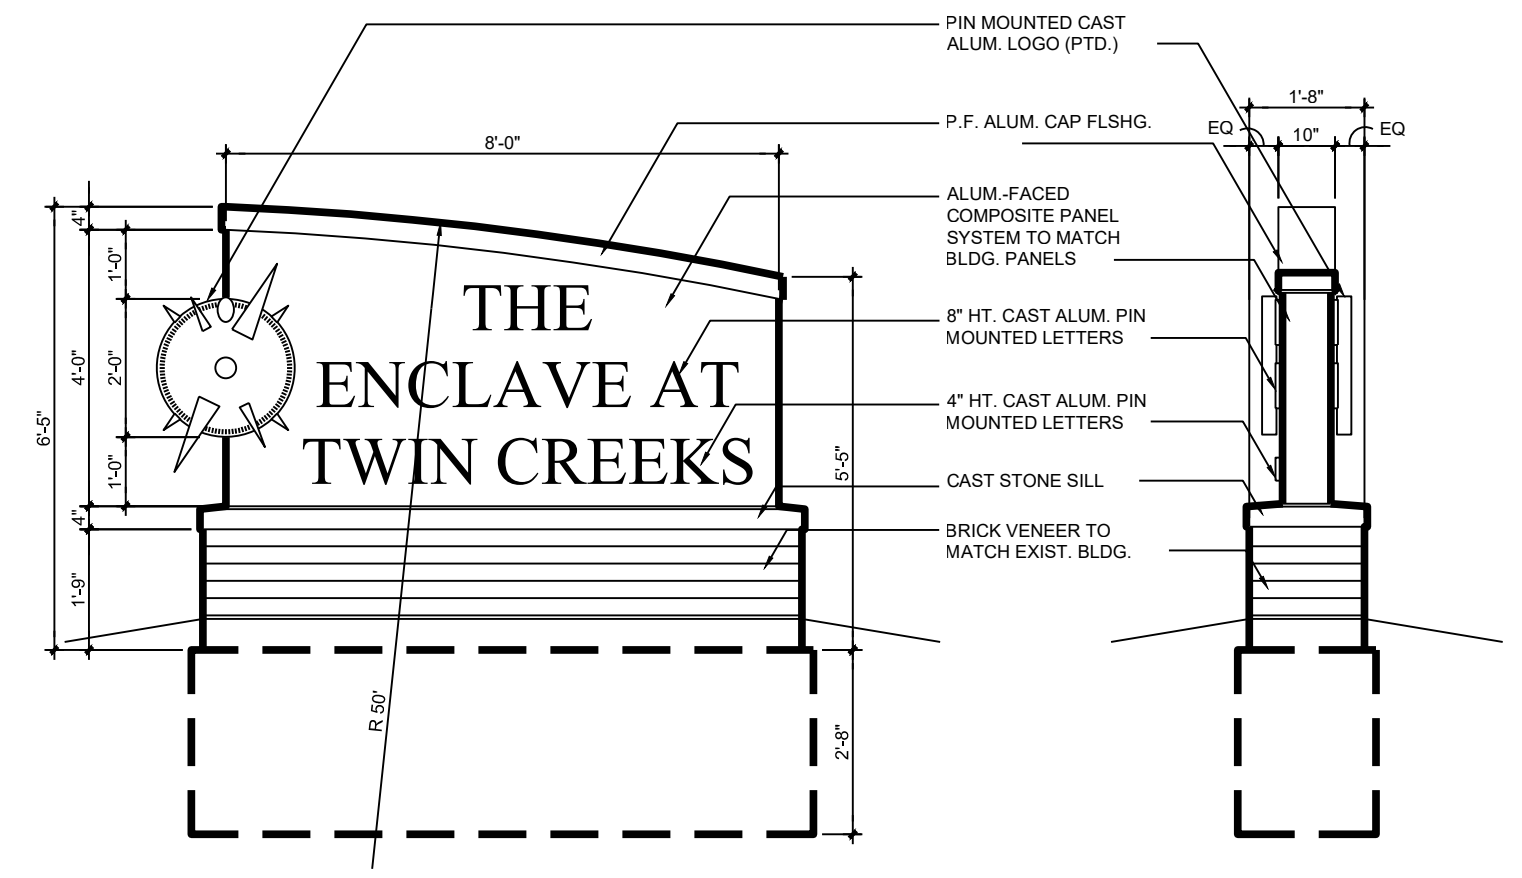 PIN MOUNTED CAST
ALUM. LOGO (PTD.)
1'-8"
P.F. ALUM. CAP FLSHG.
EQ
10"
EQ
8'-0"
ALUM.-FACED
COMPOSITE PANEL
SYSTEM TO MATCH
BLDG. PANELS
4"
1'-0"
THE
8" HT. CAST ALUM. PIN
MOUNTED LETTERS
4'-0"
2'-0"
ENCLAVE AT
4" HT. CAST ALUM. PIN
MOUNTED LETTERS
6'-5"
1'-0"
TWIN CREEKS
5'-5"
CAST STONE SILL
4"
BRICK VENEER TO
MATCH EXIST. BLDG.
1'-9"
R 50'
2'-8"